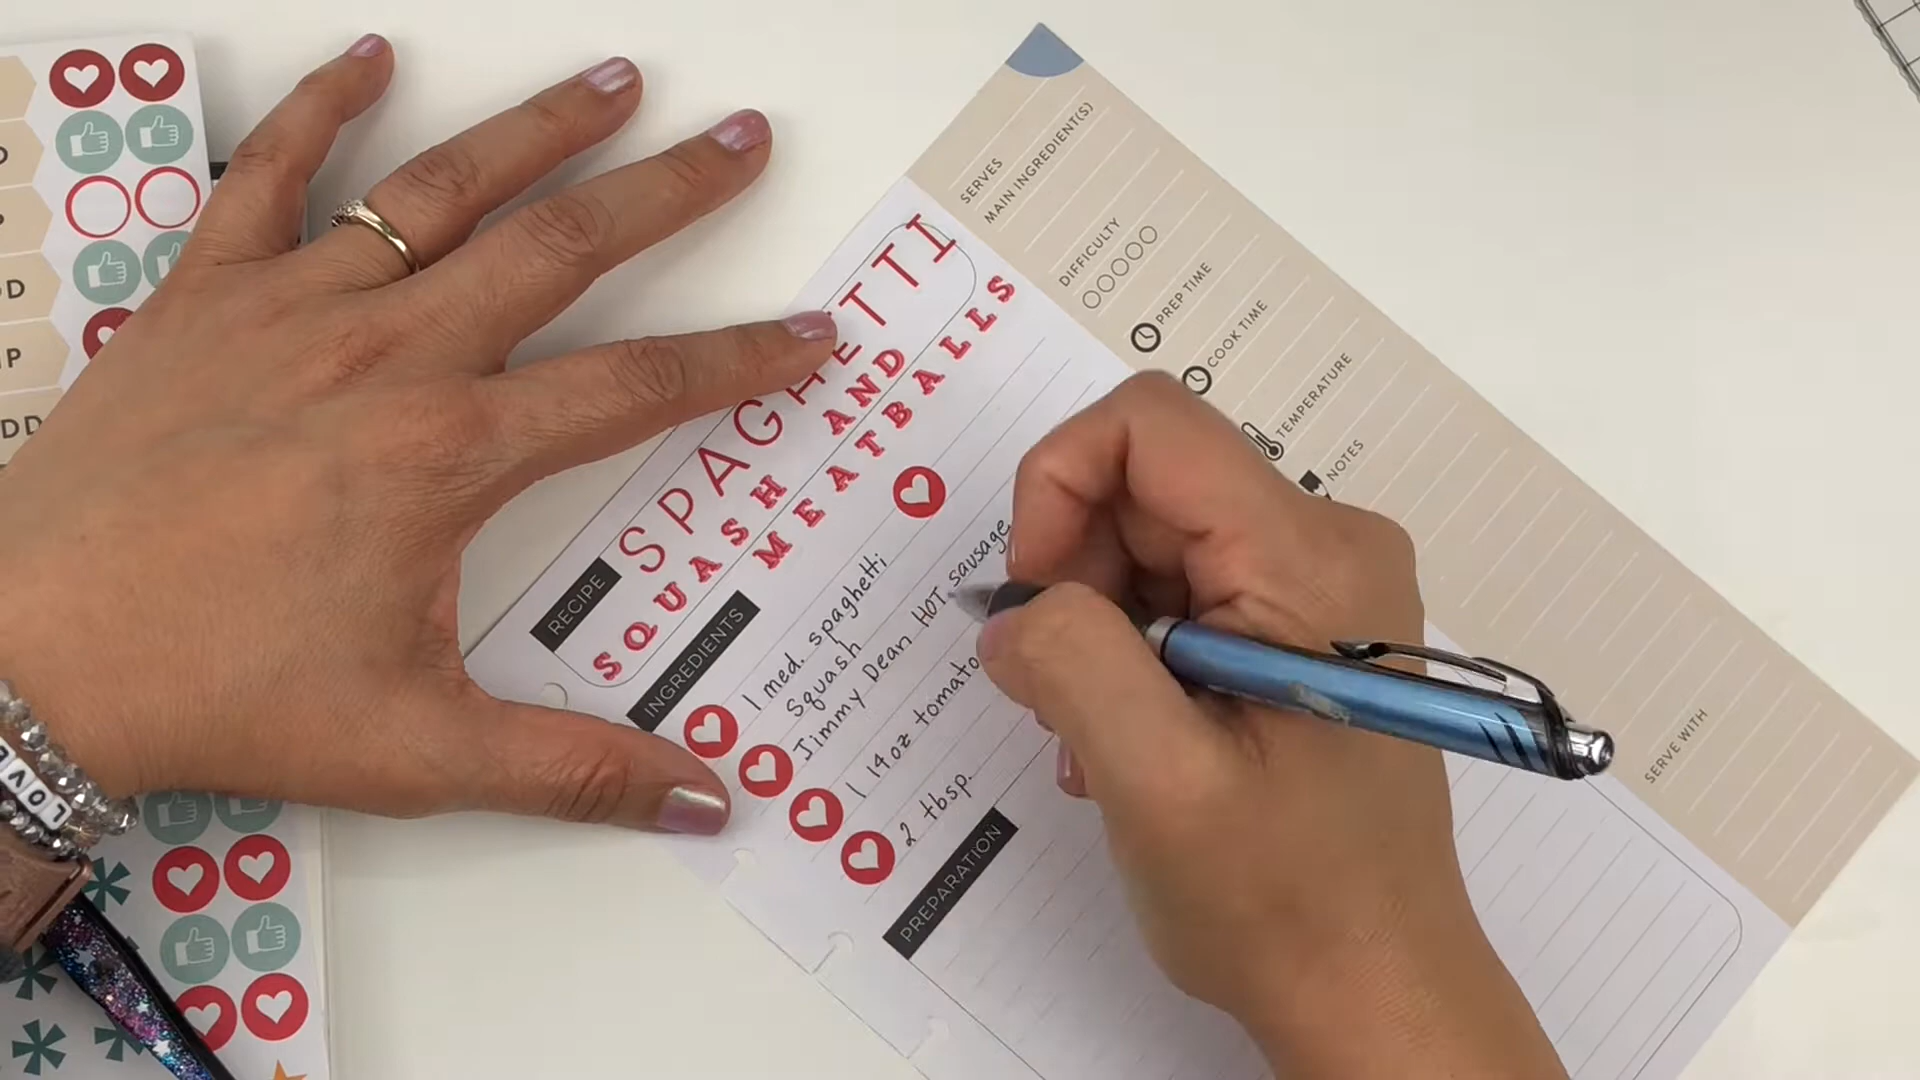 RECIPE
SPAGHETTI
SQUASH AND
MEATBALLS
INGREDIENTS
1 med. spaghetti
squash
Jimmy Dean HOT sausage
1 14oz tomato
2 tbsp.
PREPARATION
SERVES
MAIN INGREDIENT(S)
DIFFICULTY
PREP TIME
COOK TIME
TEMPERATURE
NOTES
SERVE WITH
LOVE